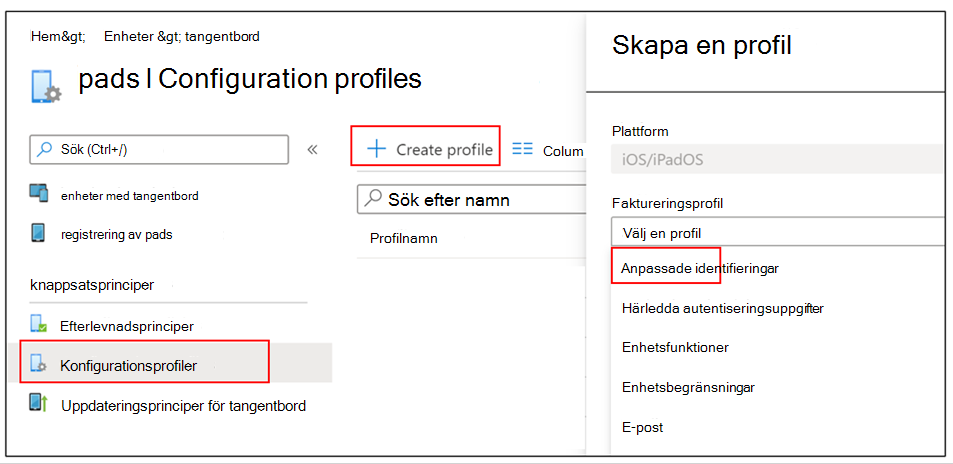 Hem&gt; Enheter &gt; tangentbord
pads l Configuration profiles
Sök (Ctrl+/)
«
enheter med tangentbord
registrering av pads
knappsatsprinciper
Efterlevnadsprinciper
Konfigurationsprofiler
Uppdateringsprinciper för tangentbord
Create profile
Colum
Sök efter namn
Profilnamn
Skapa en profil
Plattform
iOS/iPadOS
Faktureringsprofil
Välj en profil
Anpassade identifieringar
Härledda autentiseringsuppgifter
Enhetsfunktioner
Enhetsbegränsningar
E-post